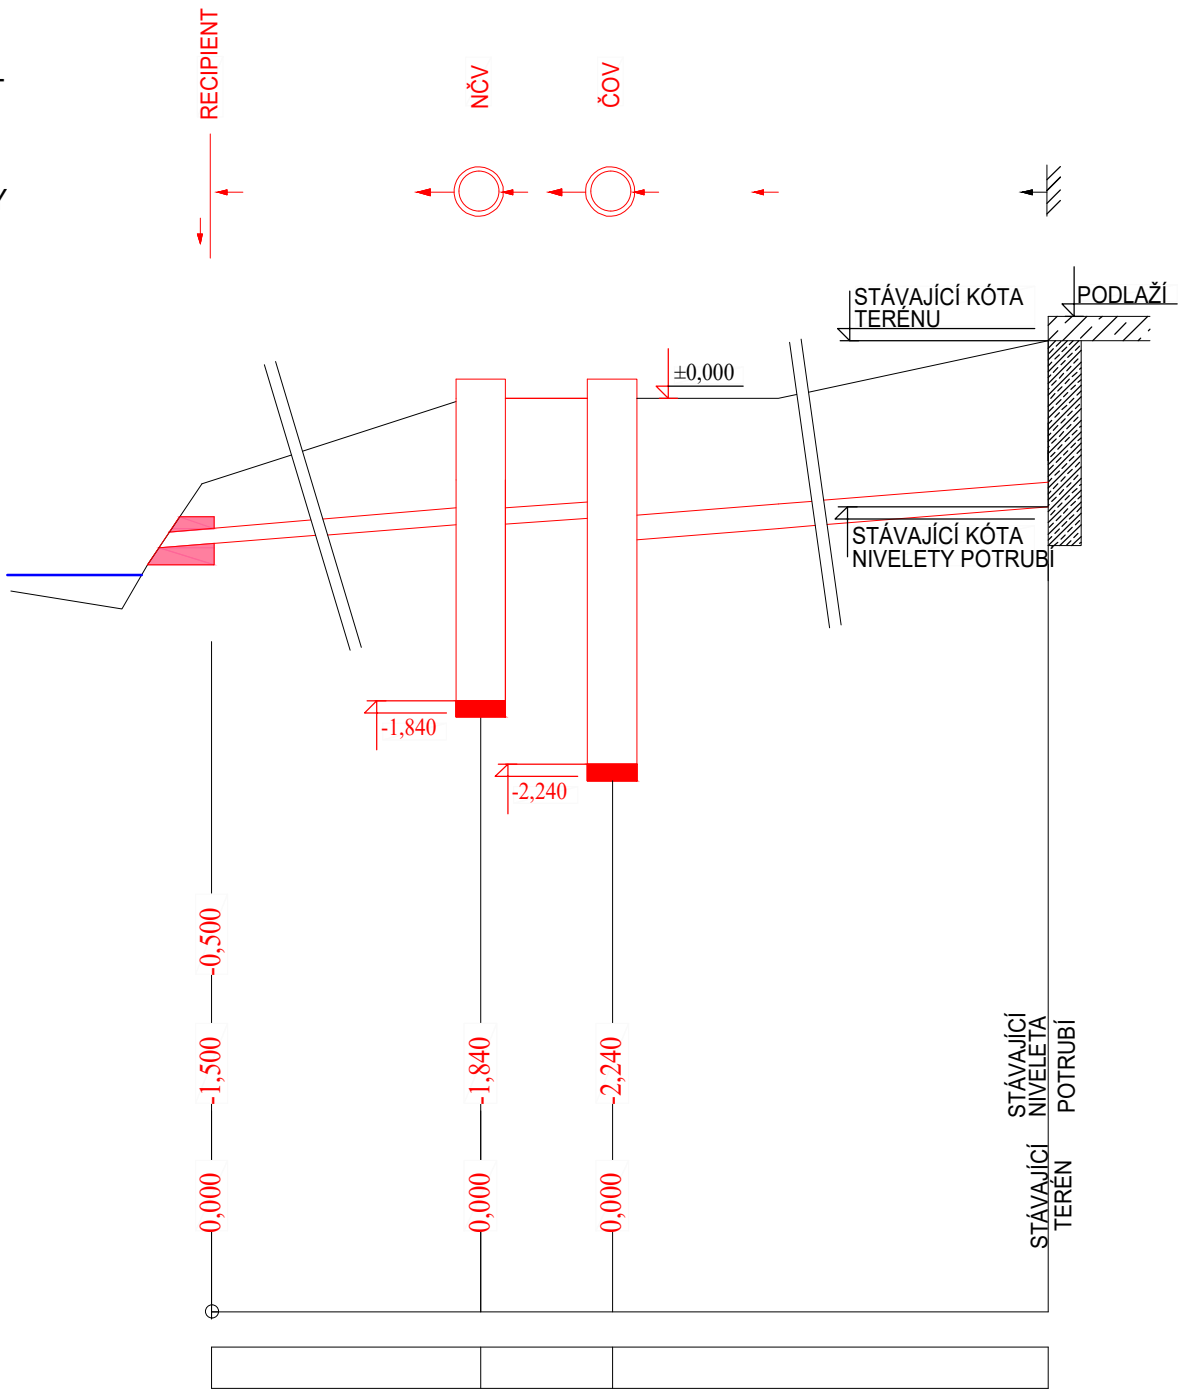 RECIPIENT
NČV
ČOV
STÁVAJÍCÍ KÓTA
TERÉNU
PODLAŽÍ
±0,000
STÁVAJÍCÍ KÓTA
NIVELETY POTRUBÍ
-1,840
-2,240
-0,500
-1,500
-1,840
-2,240
STÁVAJÍCÍ
NIVELETA
POTRUBÍ
0,000
0,000
0,000
STÁVAJÍCÍ
TERÉN